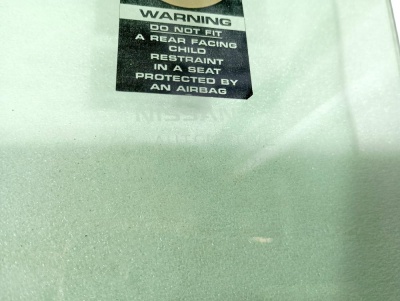 WARNING
DO NOT FIT
A REAR FACING
CHILD
RESTRAINT
IN A SEAT
PROTECTED BY
AN AIRBAG